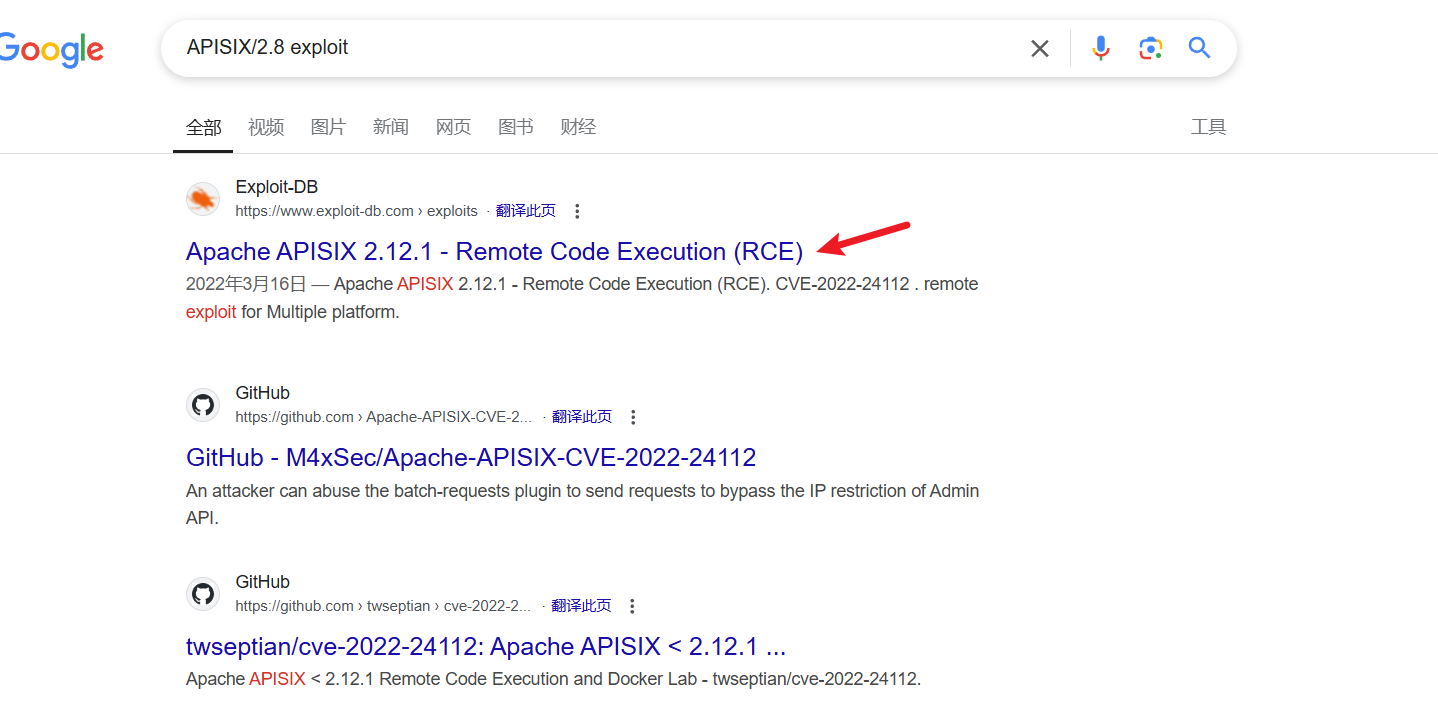 Google
APISIX/2.8 exploit
全部 视频 图片 新闻 网页 图书 财经 工具
Exploit-DB
https://www.exploit-db.com › exploits · 翻译此页
Apache APISIX 2.12.1 - Remote Code Execution (RCE)
2022年3月16日 — Apache APISIX 2.12.1 - Remote Code Execution (RCE). CVE-2022-24112 . remote
exploit for Multiple platform.
GitHub
https://github.com › Apache-APISIX-CVE-2... · 翻译此页
GitHub - M4xSec/Apache-APISIX-CVE-2022-24112
An attacker can abuse the batch-requests plugin to send requests to bypass the IP restriction of Admin
API.
GitHub
https://github.com › twseptian › cve-2022-2... · 翻译此页
twseptian/cve-2022-24112: Apache APISIX < 2.12.1 ...
Apache APISIX < 2.12.1 Remote Code Execution and Docker Lab - twseptian/cve-2022-24112.